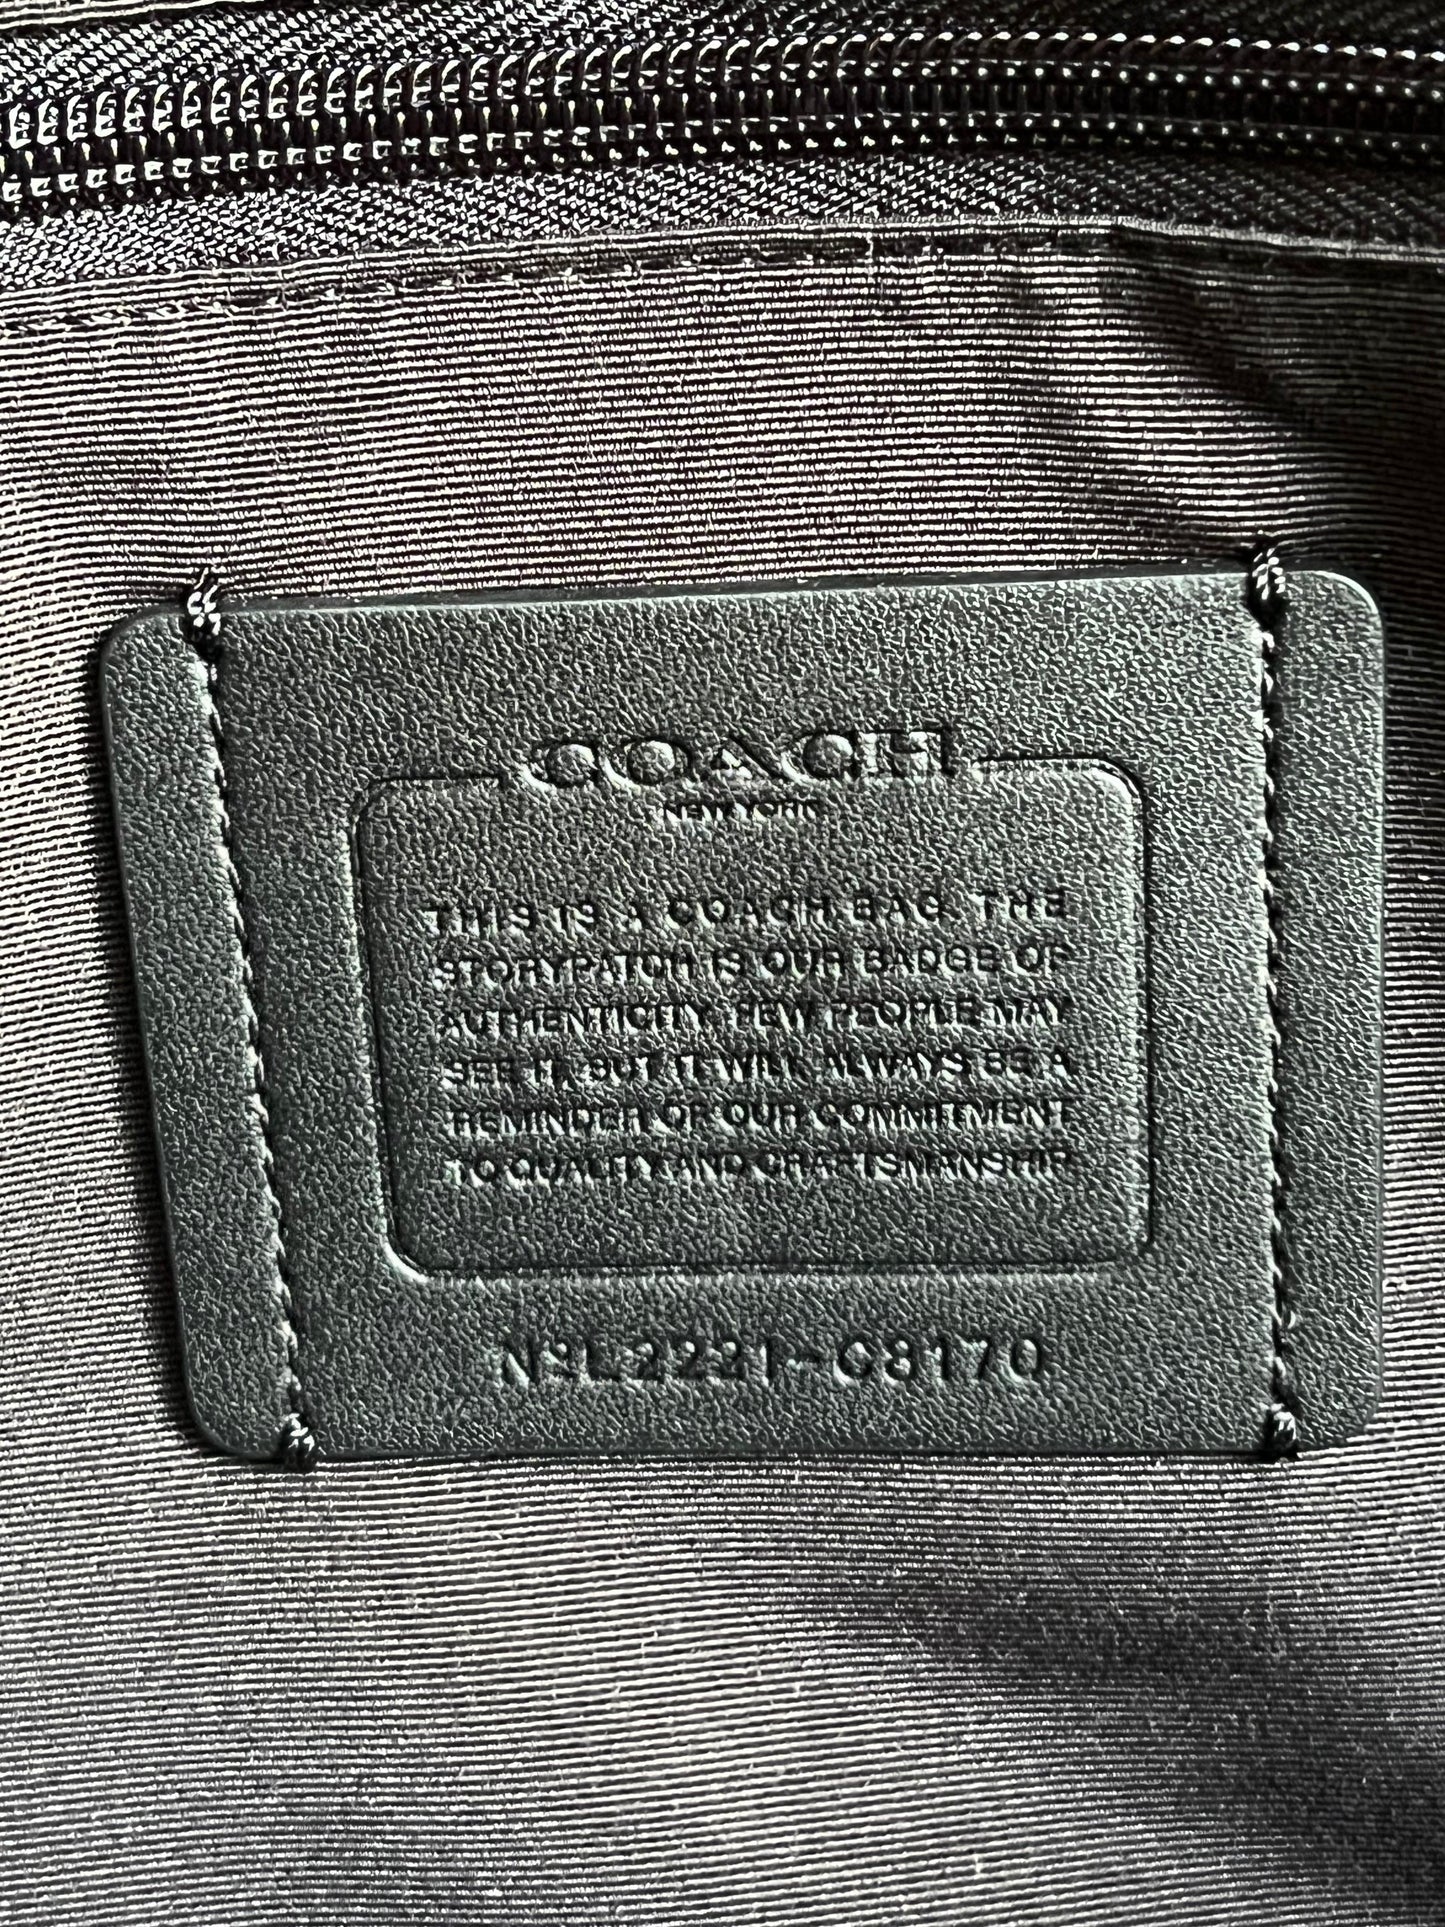 COACH
NEW YORK
THIS IS A COACH BAG. THE
STORYPATCH IS OUR BADGE OF
AUTHENTICITY. FEW PEOPLE MAY
SEE IT, BUT IT WILL ALWAYS BE A
REMINDER OF OUR COMMITMENT
TO QUALITY AND CRAFTSMANSHIP
N3L2221-C8170